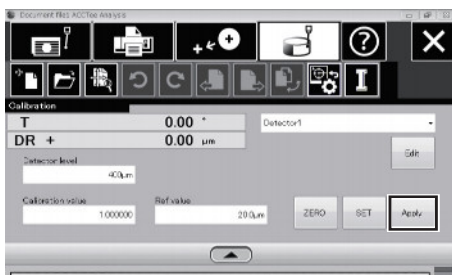 Document files ACCTee Analysis
Calibration
T 0.00 ° Detector1
DR + 0.00 μm
Edit
Detector level
400μm
Calibration value Ref value
1.000000 20.0μm ZERO SET Apply